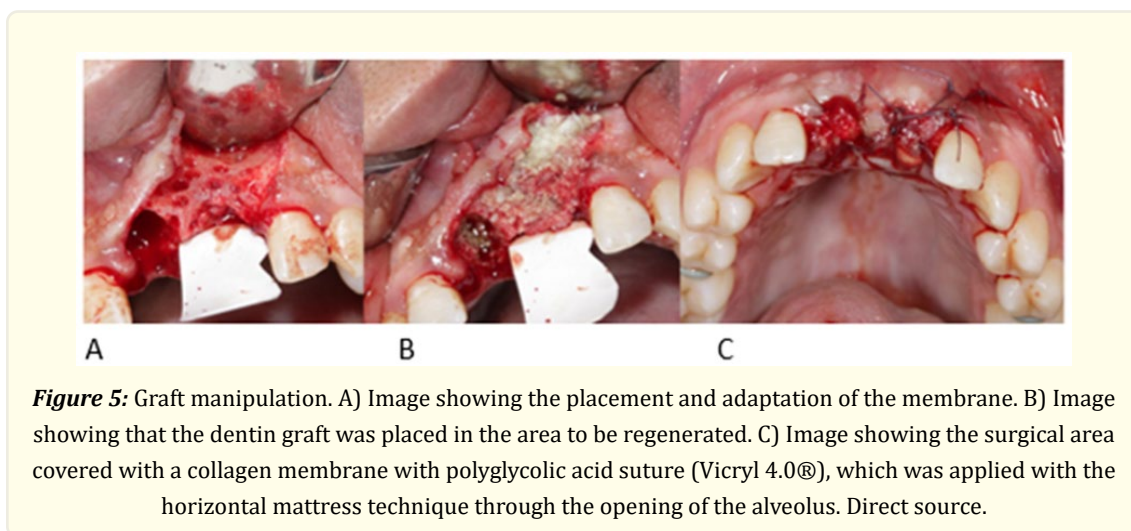 A B C
Figure 5: Graft manipulation. A) Image showing the placement and adaptation of the membrane. B) Image
showing that the dentin graft was placed in the area to be regenerated. C) Image showing the surgical area
covered with a collagen membrane with polyglycolic acid suture (Vicryl 4.0®), which was applied with the
horizontal mattress technique through the opening of the alveolus. Direct source.